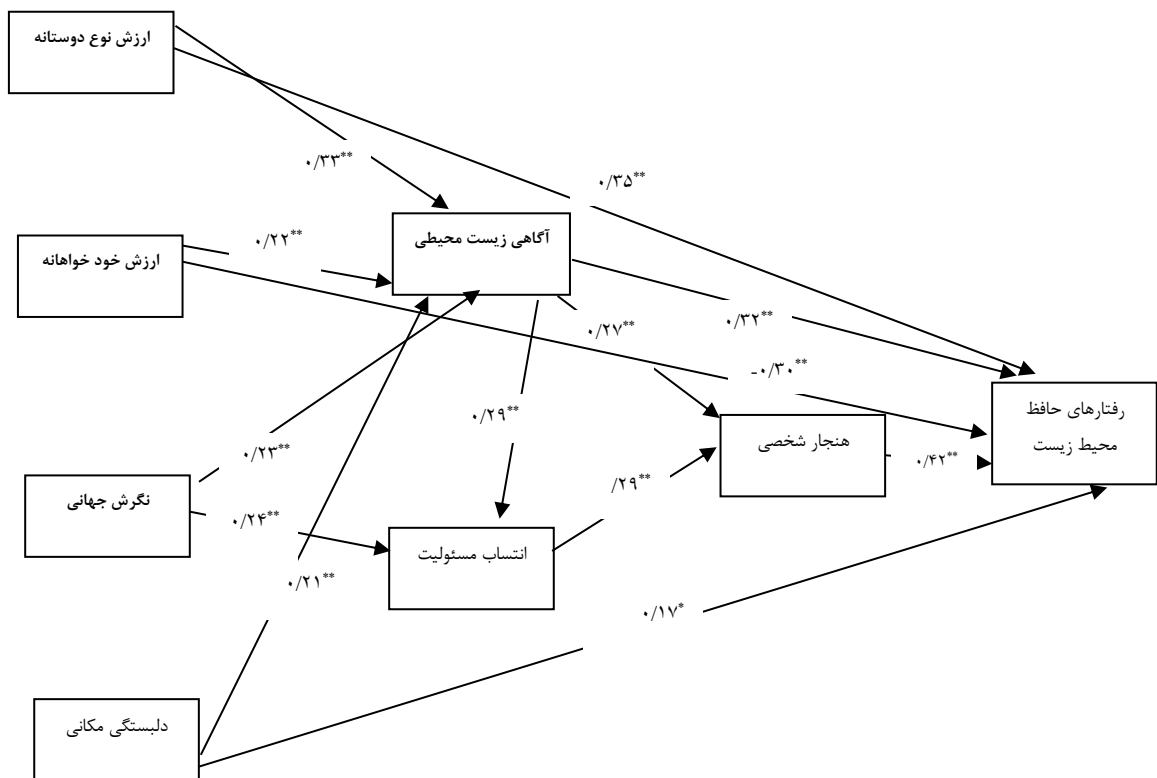 ارزش نوع دوستانه
۰/۳۳**
۰/۳۵**
آگاهی زیست محیطی
ارزش خود خواهانه
۰/۲۲**
۰/۳۲**
۰/۲۷**
-۰/۳۰**
رفتارهای حافظ
محیط زیست
هنجار شخصی
۰/۲۹**
۰/۲۳**
۰/۴۲**
/۲۹**
نگرش جهانی
۰/۲۴**
انتساب مسئولیت
۰/۲۱**
۰/۱۷*
دلبستگی مکانی